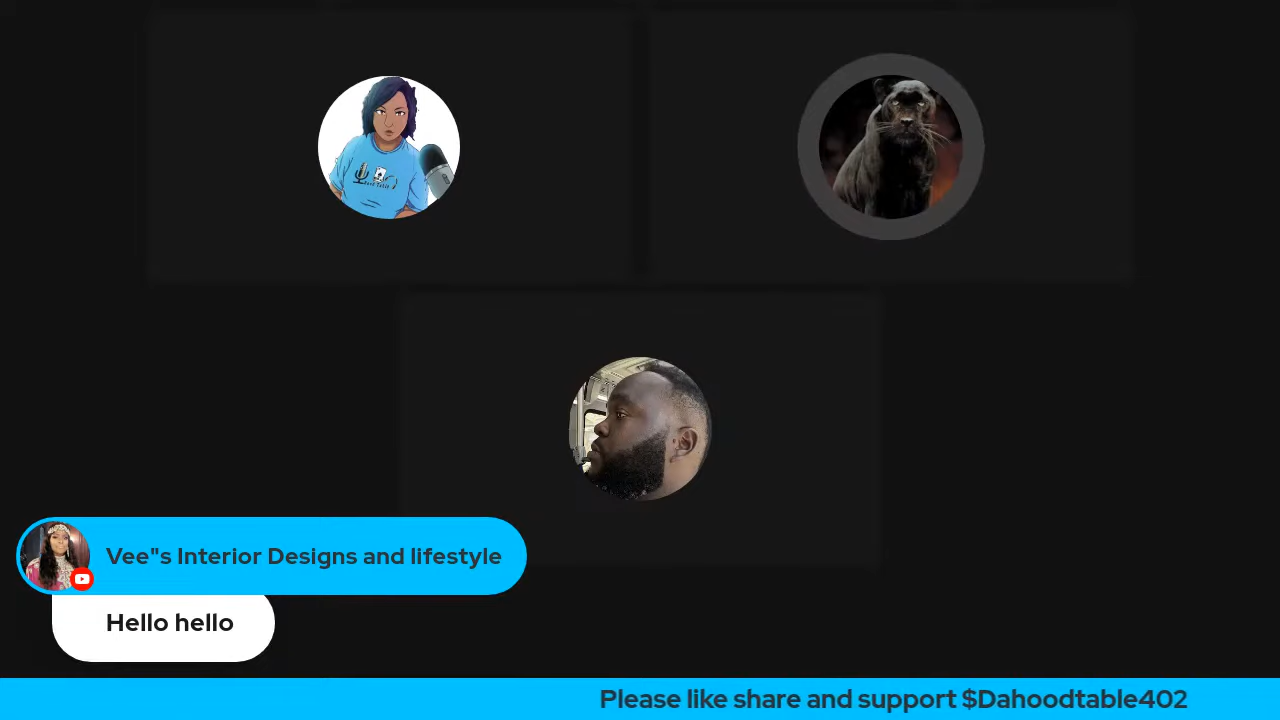 Vee"s Interior Designs and lifestyle
Hello hello
Please like share and support $Dahoodtable402